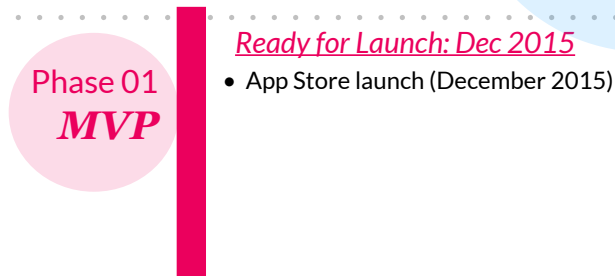 Ready for Launch: Dec 2015
Phase 01
MVP
• App Store launch (December 2015)